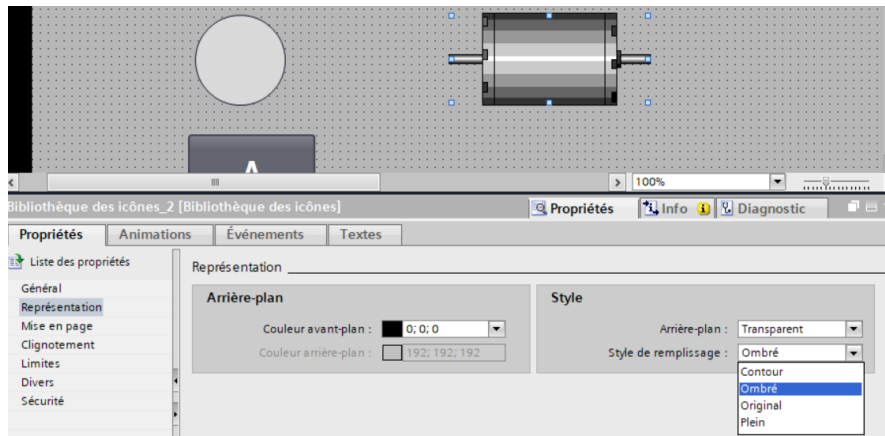 A
100%
Bibliothèque des icônes_2 [Bibliothèque des icônes]
Propriétés
Info
Diagnostic
Propriétés
Animations
Événements
Textes
Liste des propriétés
Général
Représentation
Mise en page
Clignotement
Limites
Divers
Sécurité
Représentation
Arrière-plan
Couleur avant-plan : 0; 0; 0
Couleur arrière-plan : 192; 192; 192
Style
Arrière-plan : Transparent
Style de remplissage : Ombré
Contour
Ombré
Original
Plein